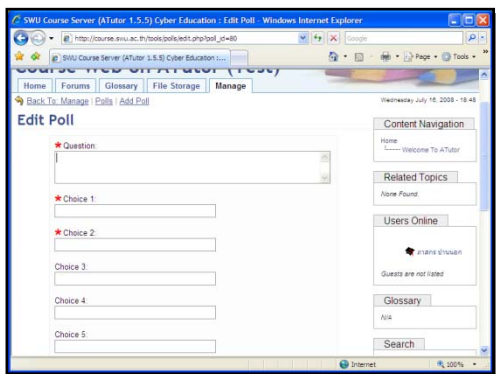 SWU Course Server (ATutor 1.5.5) Cyber Education : Edit Poll - Windows Internet Explorer
http://course.swu.ac.th/tools/polls/edit.php?poll_id=80
Google
SWU Course Server (ATutor 1.5.5) Cyber Education :...
Page
Tools
Course Web on ATutor (Test)
Home
Forums
Glossary
File Storage
Manage
Back To: Manage | Polls | Add Poll
Wednesday July 16, 2008 - 18:48
Edit Poll
Question:
Choice 1:
Choice 2:
Choice 3:
Choice 4:
Choice 5:
Content Navigation
Home
Welcome To ATutor
Related Topics
None Found.
Users Online
Guests are not listed
Glossary
N/A
Search
Internet
100%